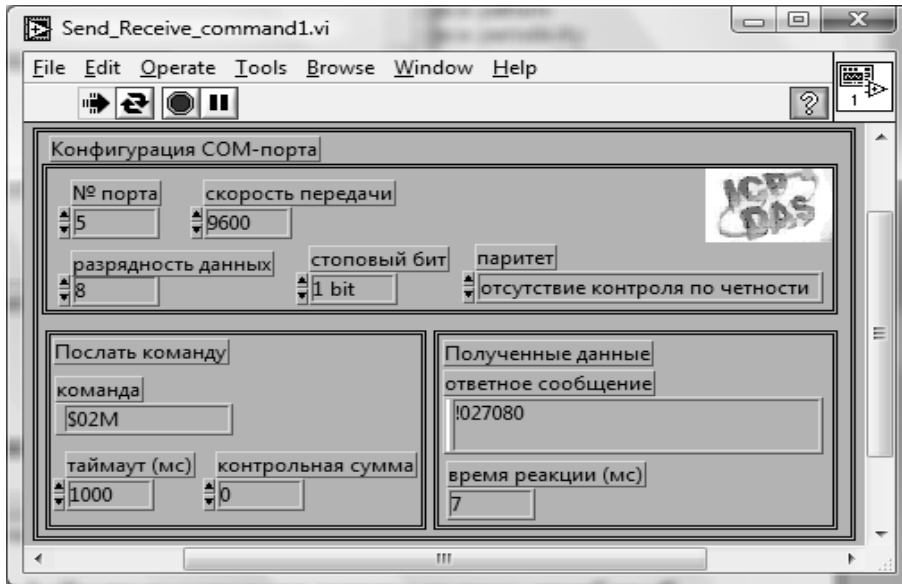 Send_Receive_command1.vi
File Edit Operate Tools Browse Window Help
1
Конфигурация COM-порта
№ порта скорость передачи
5 9600
ICP DAS
разрядность данных стоповый бит паритет
8 1 bit отсутствие контроля по четности
Послать команду
команда
$02M
таймаут (мс) контрольная сумма
1000 0
Полученные данные
ответное сообщение
!027080
время реакции (мс)
7